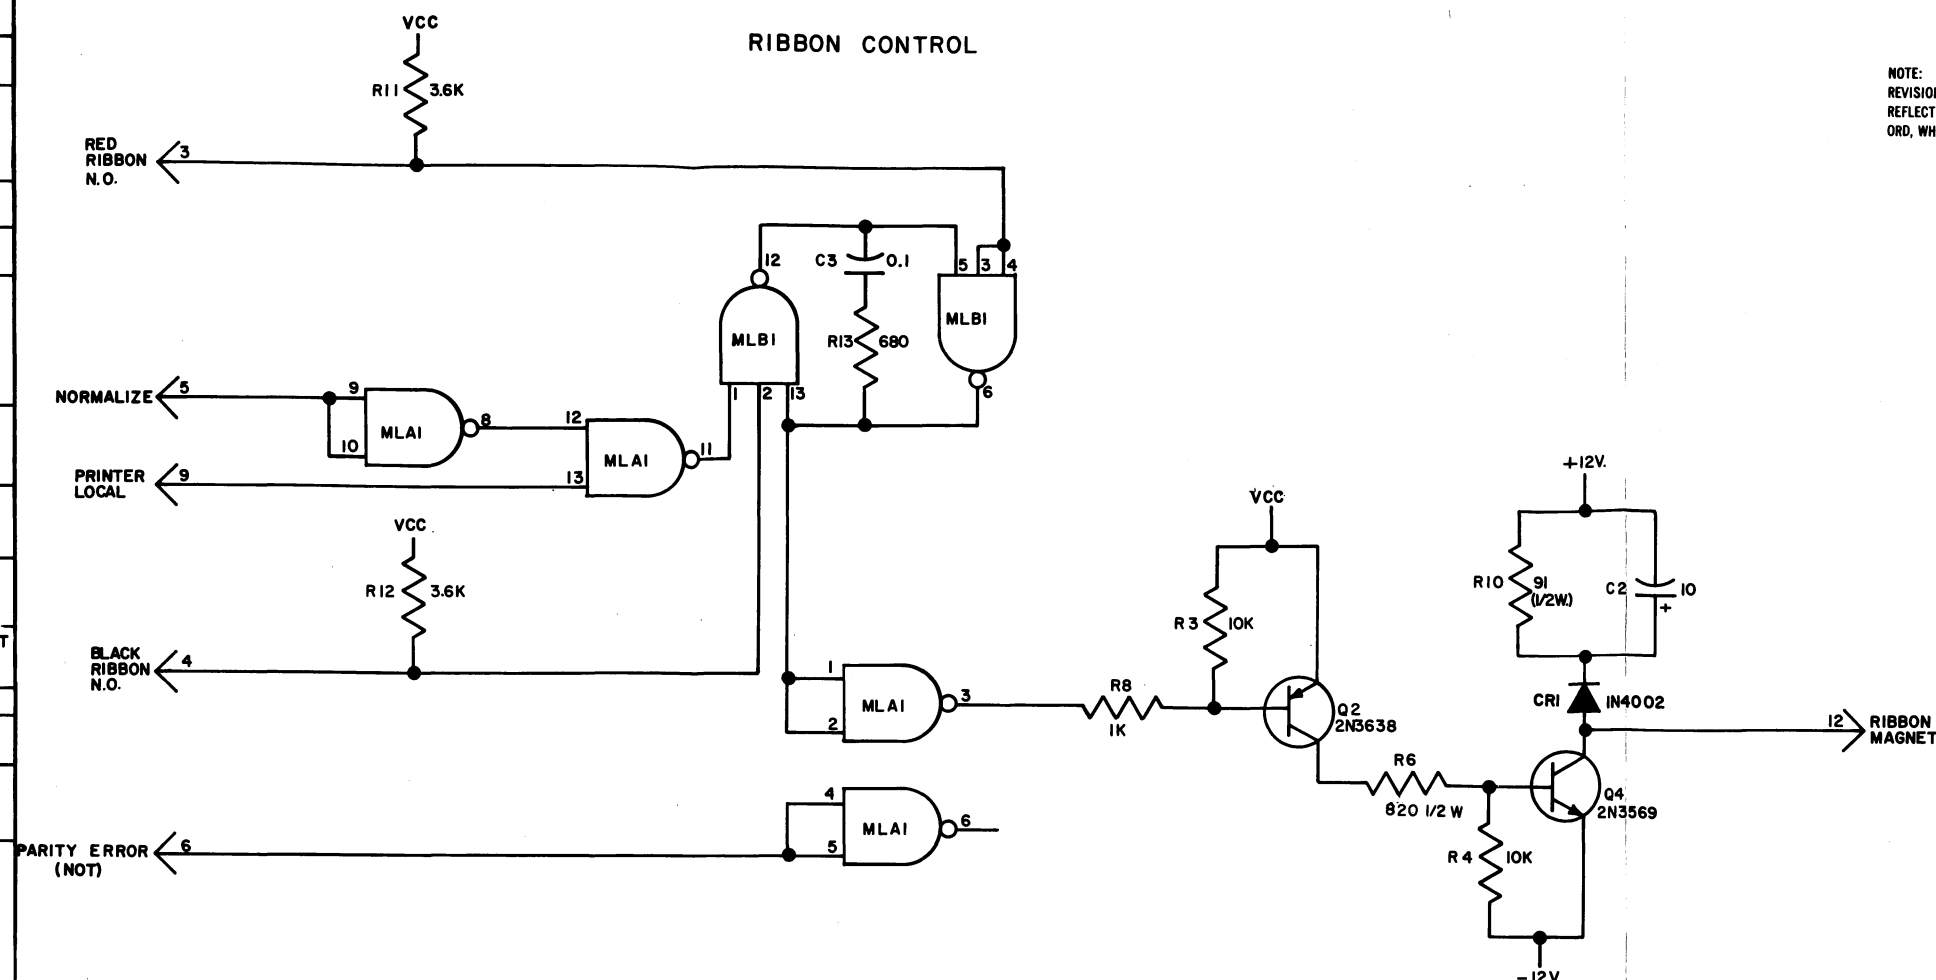 VCC
RIBBON CONTROL
R11 3.6K
NOTE:
REVISION
REFLECT
ORD, WH
RED
RIBBON
N.O.
3
12
C3 0.1
5 3 4
MLB1
MLB1
R13 680
NORMALIZE 5
9
10
MLA1
8
12
13
MLA1
11
1 2 13
6
PRINTER
LOCAL
9
VCC
R12 3.6K
+12V.
VCC
R10 91
(1/2W.)
C2 10
+
R3 10K
T
BLACK
RIBBON
N.O.
4
1
2
MLA1
3
R8
1K
Q2
2N3638
CR1 1N4002
12 RIBBON
MAGNET
R6
820 1/2 W
Q4
2N3569
4
5
MLA1
6
PARITY ERROR
(NOT)
6
R4 10K
-12V